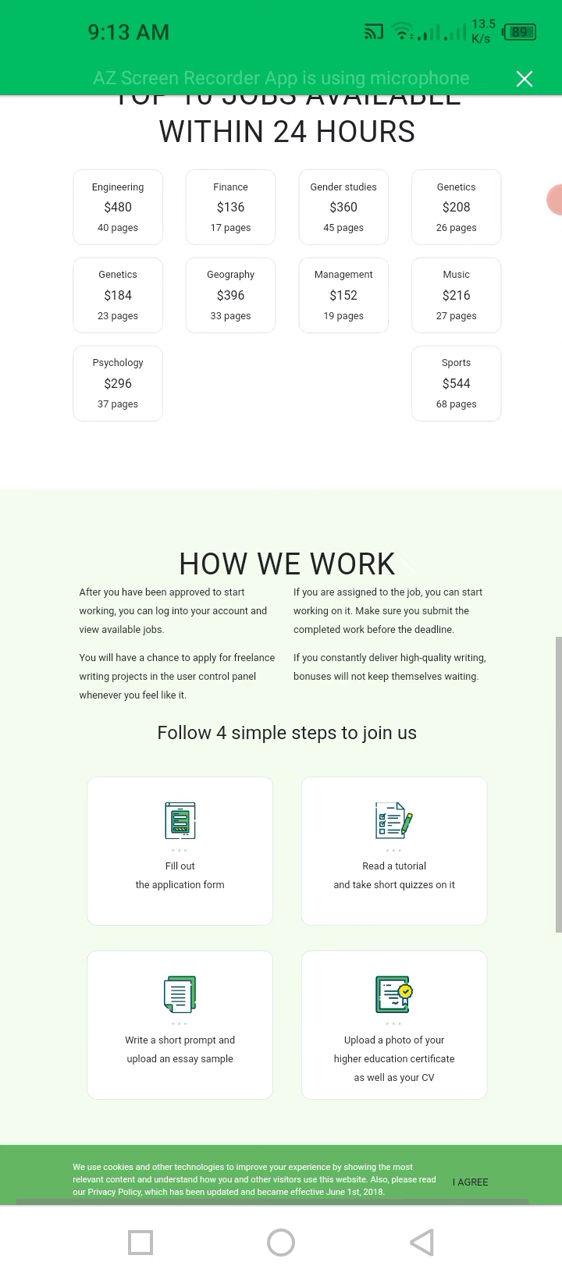 9:13 AM
13.5
K/s
89
AZ Screen Recorder App is using microphone
TOP 10 JOBS AVAILABLE
WITHIN 24 HOURS
Engineering
$480
40 pages
Finance
$136
17 pages
Gender studies
$360
45 pages
Genetics
$208
26 pages
Genetics
$184
23 pages
Geography
$396
33 pages
Management
$152
19 pages
Music
$216
27 pages
Psychology
$296
37 pages
Sports
$544
68 pages
HOW WE WORK
After you have been approved to start
working, you can log into your account and
view available jobs.
You will have a chance to apply for freelance
writing projects in the user control panel
whenever you feel like it.
If you are assigned to the job, you can start
working on it. Make sure you submit the
completed work before the deadline.
If you constantly deliver high-quality writing,
bonuses will not keep themselves waiting.
Follow 4 simple steps to join us
Fill out
the application form
Read a tutorial
and take short quizzes on it
Write a short prompt and
upload an essay sample
Upload a photo of your
higher education certificate
as well as your CV
We use cookies and other technologies to improve your experience by showing the most
relevant content and understand how you and other visitors use this website. Also, please read
our Privacy Policy, which has been updated and became effective June 1st, 2018.
I AGREE